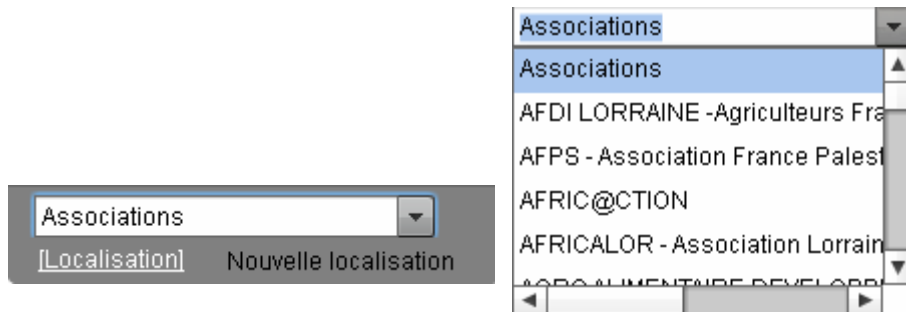 Associations
[Localisation] Nouvelle localisation
Associations
Associations
AFDI LORRAINE -Agriculteurs Fra
AFPS - Association France Palest
AFRIC@CTION
AFRICALOR - Association Lorrain